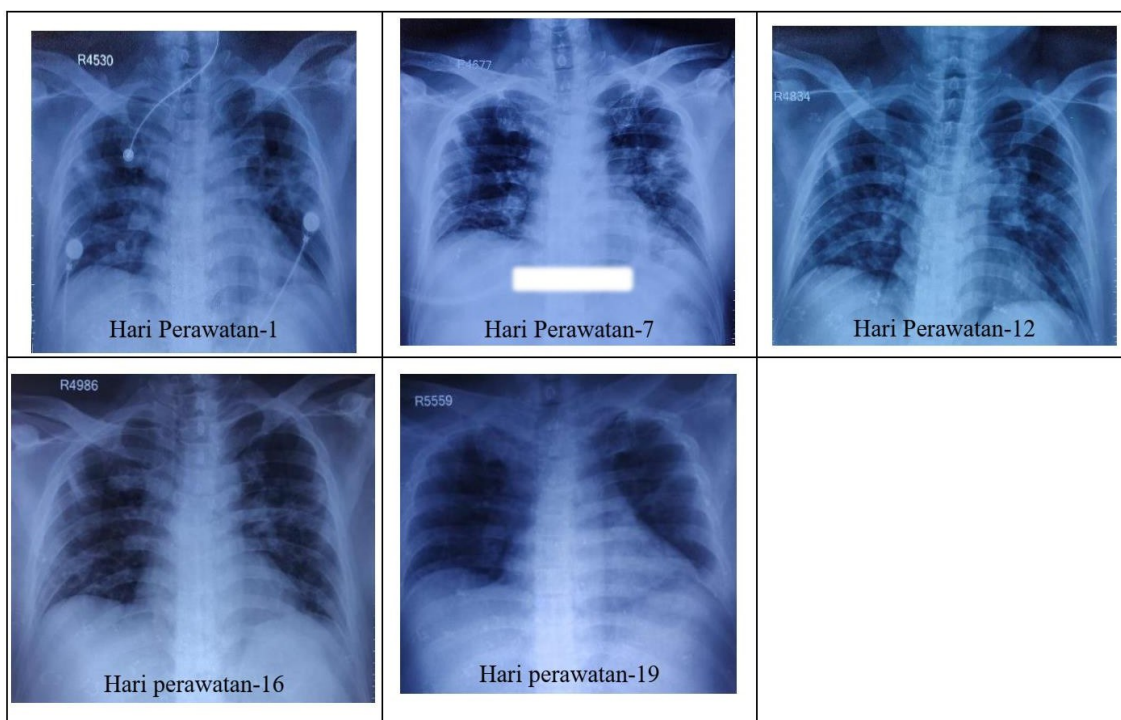 R4530
Hari Perawatan-1
R4677
Hari Perawatan-7
R4834
Hari Perawatan-12
R4986
Hari perawatan-16
R5559
Hari perawatan-19